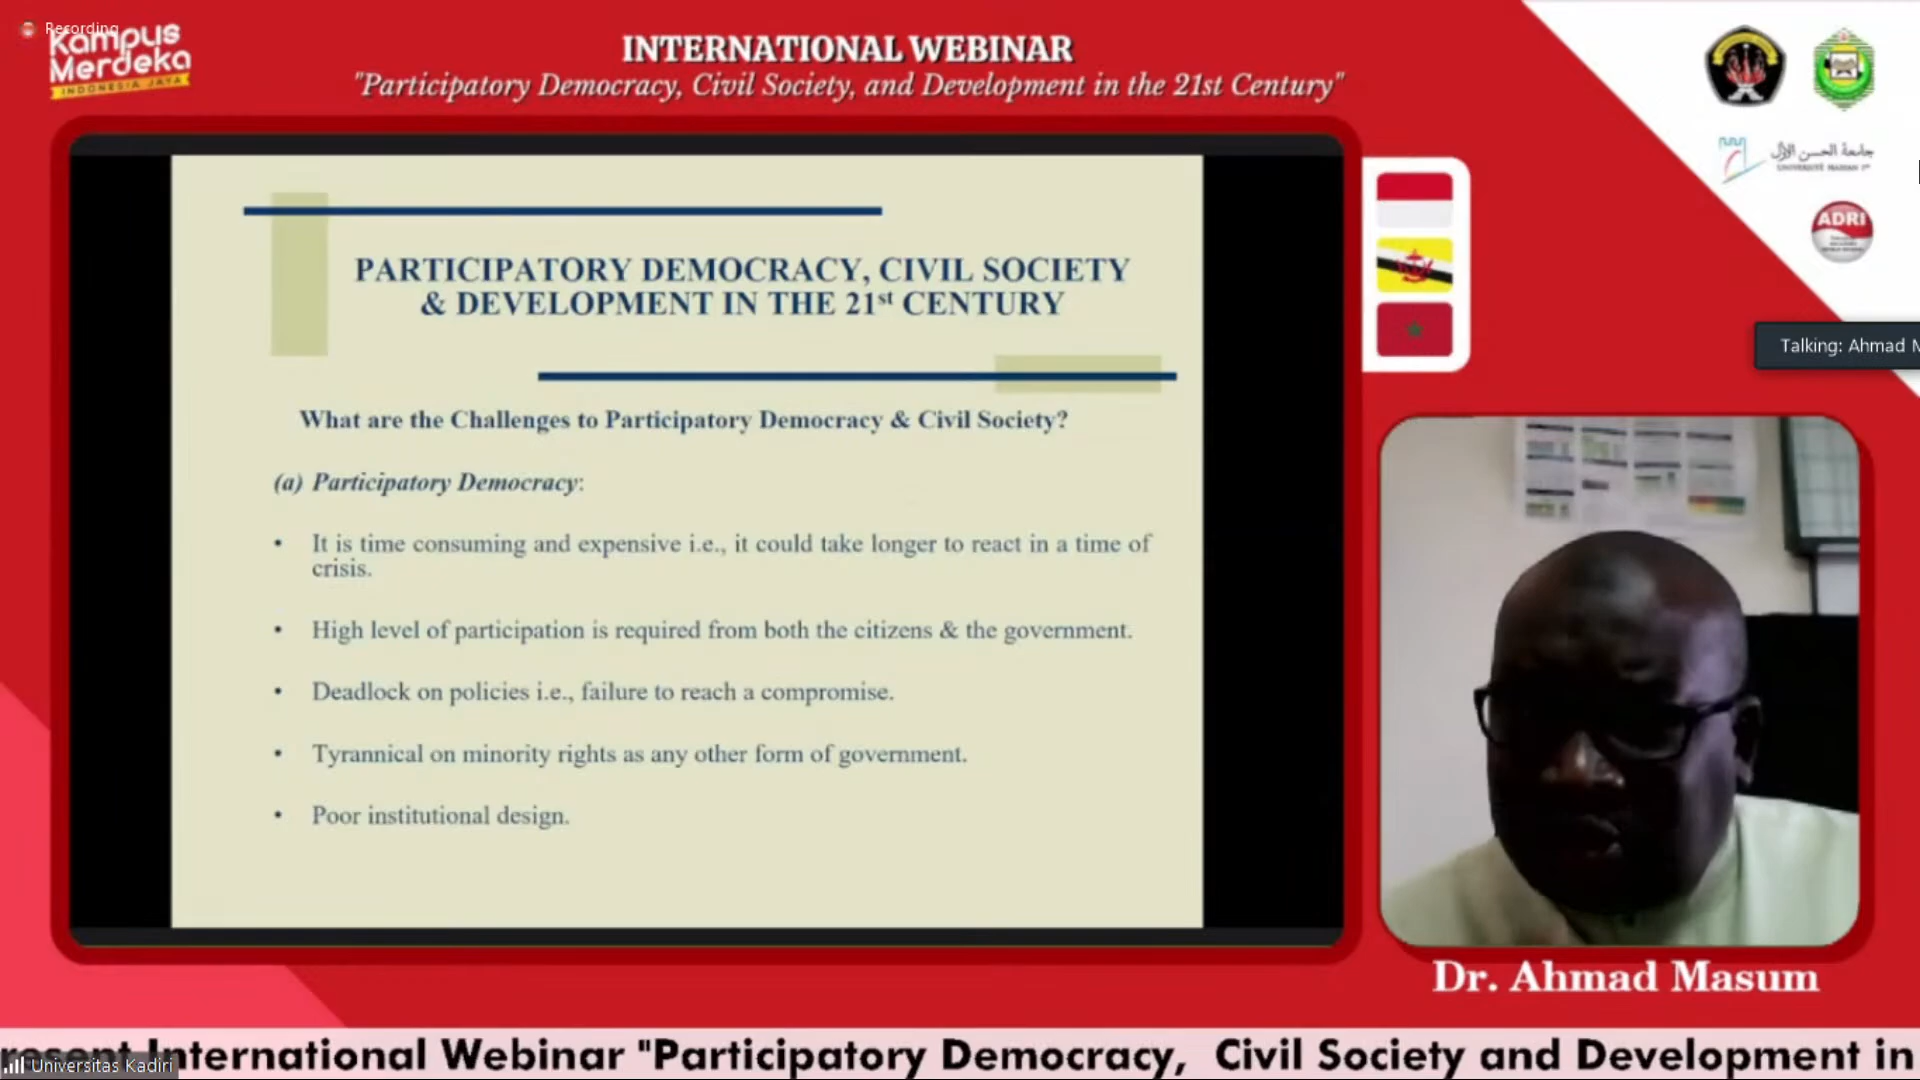 Recording
Kampus
Merdeka
INDONESIA JAYA
INTERNATIONAL WEBINAR
"Participatory Democracy, Civil Society, and Development in the 21st Century"
جامعة الحسن الأول
UNIVERSITÉ HASSAN 1er
ADRI
Talking: Ahmad M
PARTICIPATORY DEMOCRACY, CIVIL SOCIETY
& DEVELOPMENT IN THE 21st CENTURY
What are the Challenges to Participatory Democracy & Civil Society?
(a) Participatory Democracy:
• It is time consuming and expensive i.e., it could take longer to react in a time of
crisis.
• High level of participation is required from both the citizens & the government.
• Deadlock on policies i.e., failure to reach a compromise.
• Tyrannical on minority rights as any other form of government.
• Poor institutional design.
Dr. Ahmad Masum
resent International Webinar "Participatory Democracy, Civil Society and Development in
Universitas Kadiri